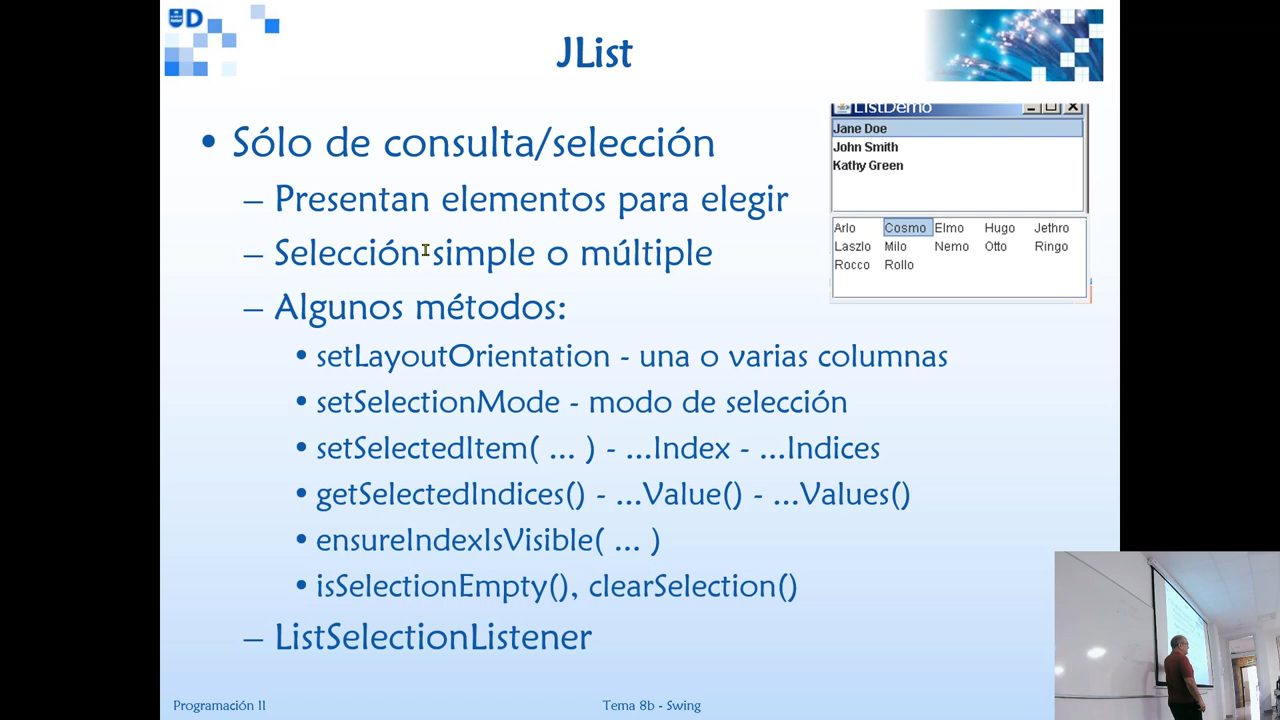 UD
JList
ListDemo
• Sólo de consulta/selección
– Presentan elementos para elegir
– Selección simple o múltiple
– Algunos métodos:
• setLayoutOrientation - una o varias columnas
• setSelectionMode - modo de selección
• setSelectedItem( ... ) - ...Index - ...Indices
• getSelectedIndices() - ...Value() - ...Values()
• ensureIndexIsVisible( ... )
• isSelectionEmpty(), clearSelection()
– ListSelectionListener
Jane Doe
John Smith
Kathy Green
Arlo Cosmo Elmo Hugo Jethro
Laszlo Milo Nemo Otto Ringo
Rocco Rollo
Programación II
Tema 8b - Swing